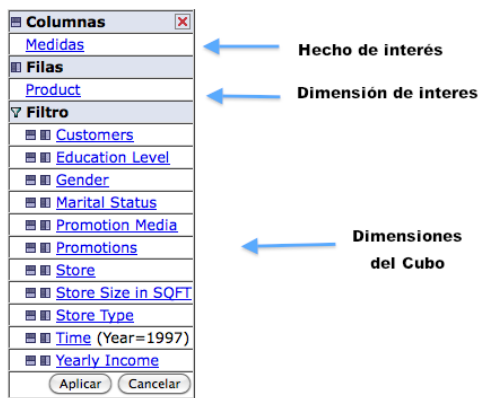 Columnas
Medidas
Hecho de interés
Filas
Product
Dimensión de interes
Filtro
Customers
Education Level
Gender
Marital Status
Promotion Media
Promotions
Store
Store Size in SQFT
Store Type
Time (Year=1997)
Yearly Income
Dimensiones
del Cubo
Aplicar Cancelar